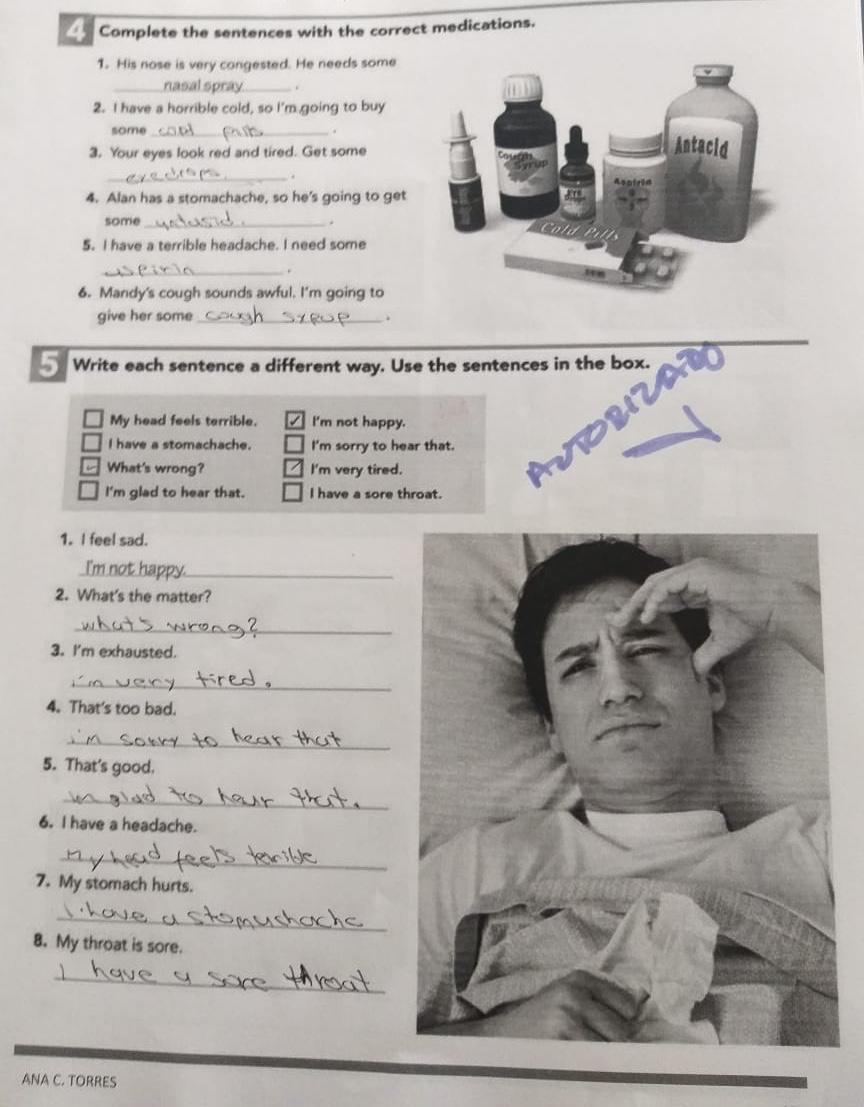 4 Complete the sentences with the correct medications.
1. His nose is very congested. He needs some
nasal spray.
2. I have a horrible cold, so I'm going to buy
some cold pills.
3. Your eyes look red and tired. Get some
eyedrops.
4. Alan has a stomachache, so he's going to get
some antasid.
5. I have a terrible headache. I need some
aspirin.
6. Mandy's cough sounds awful. I'm going to
give her some cough syrup.
Cough Syrup
Eye Drops
Aspirin
Antacid
Cold Pills
5 Write each sentence a different way. Use the sentences in the box.
AUTORIZADO
My head feels terrible.
I'm not happy.
I have a stomachache.
I'm sorry to hear that.
What's wrong?
I'm very tired.
I'm glad to hear that.
I have a sore throat.
1. I feel sad.
I'm not happy.
2. What's the matter?
what's wrong?
3. I'm exhausted.
i'm very tired.
4. That's too bad.
i'm sorry to hear that
5. That's good.
im glad to hear that.
6. I have a headache.
My head feels terrible
7. My stomach hurts.
I have a stomachache
8. My throat is sore.
I have a sore throat
ANA C. TORRES